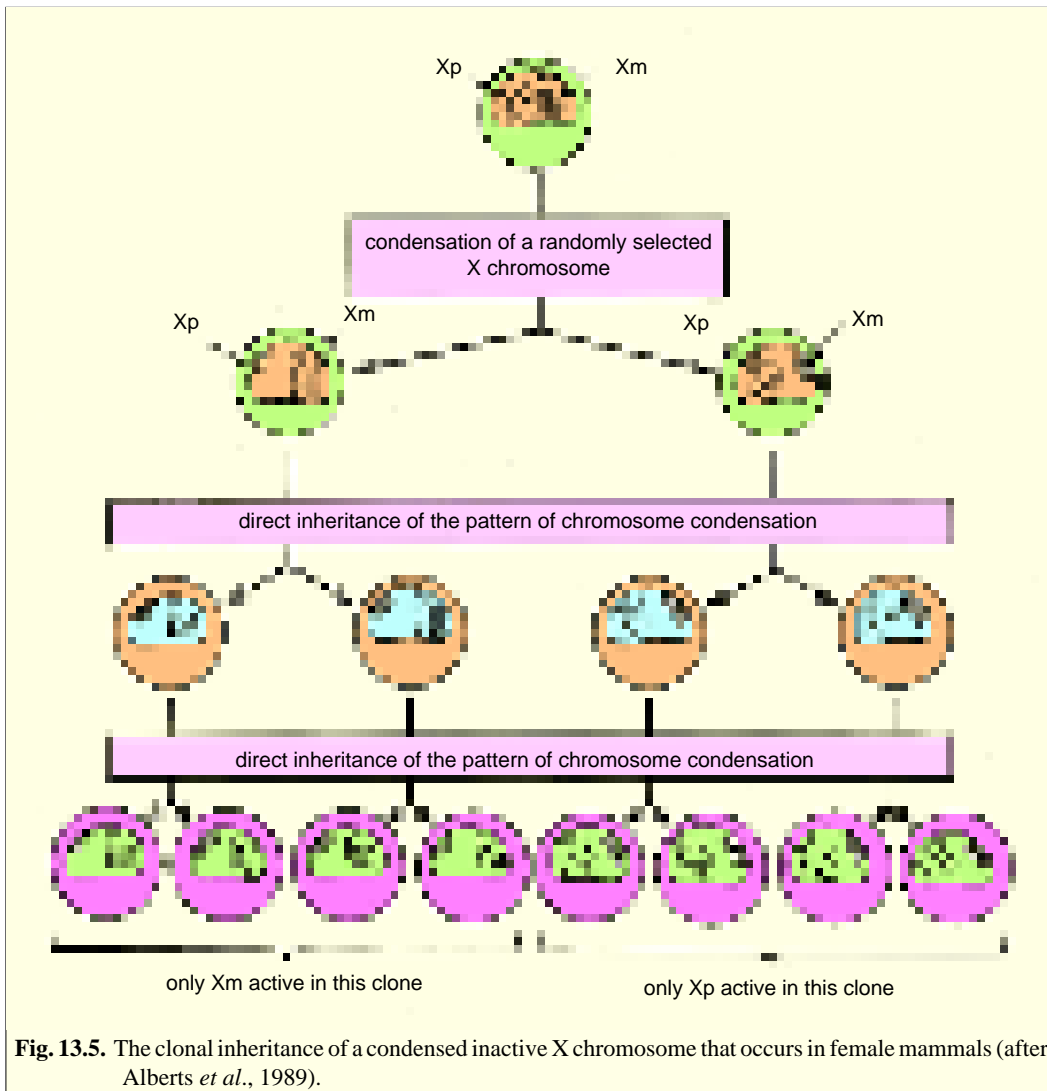 Xp Xm
condensation of a randomly selected
X chromosome
Xp Xm Xp Xm
direct inheritance of the pattern of chromosome condensation
direct inheritance of the pattern of chromosome condensation
only Xm active in this clone only Xp active in this clone
Fig. 13.5. The clonal inheritance of a condensed inactive X chromosome that occurs in female mammals (after
Alberts et al., 1989).